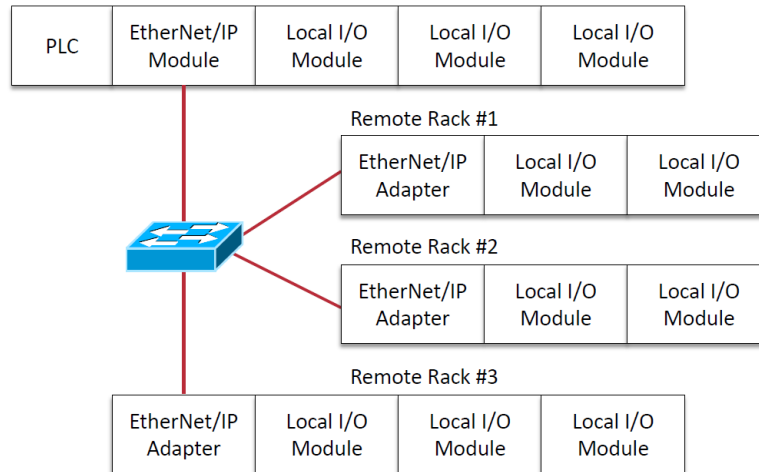 PLC
EtherNet/IP
Module
Local I/O
Module
Local I/O
Module
Local I/O
Module
Remote Rack #1
EtherNet/IP
Adapter
Local I/O
Module
Local I/O
Module
Remote Rack #2
EtherNet/IP
Adapter
Local I/O
Module
Local I/O
Module
Remote Rack #3
EtherNet/IP
Adapter
Local I/O
Module
Local I/O
Module
Local I/O
Module